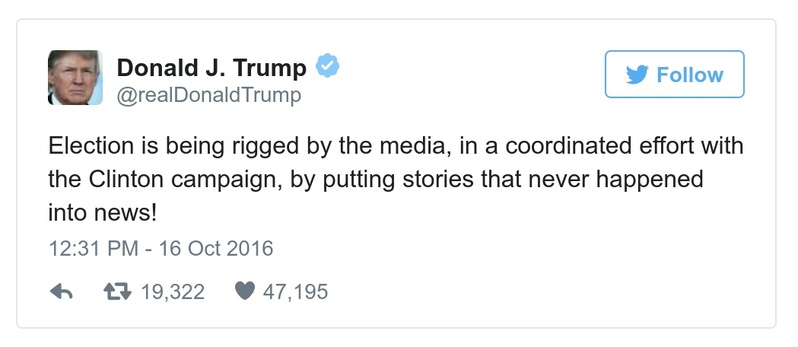 Donald J. Trump
@realDonaldTrump
Follow
Election is being rigged by the media, in a coordinated effort with
the Clinton campaign, by putting stories that never happened
into news!
12:31 PM - 16 Oct 2016
19,322 47,195